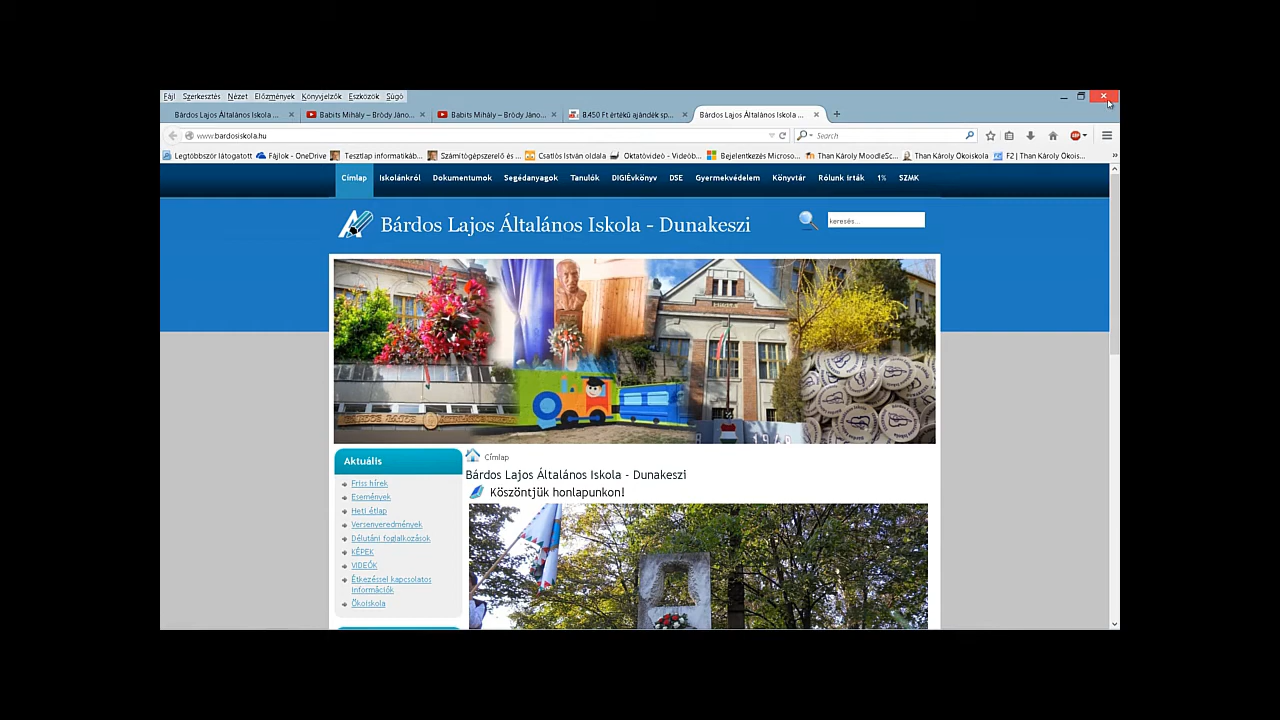 Fájl Szerkesztés Nézet Előzmények Könyvjelzők Eszközök Súgó
Bárdos Lajos Általános Iskola ... Babits Mihály – Bródy Jáno... Babits Mihály – Bródy Jáno... 8.450 Ft értékű ajándék sp... Bárdos Lajos Általános Iskola ...
www.bardosiskola.hu Search
Legtöbbször látogatott Fájlok - OneDrive Tesztlap informatikáb... Számítógépszerelő és ... Csatlós István oldala Oktatóvideó - Videób... Bejelentkezés Microso... Than Károly MoodleSc... Than Károly Ökoiskola F2 | Than Károly Ökois...
Címlap Iskolánkról Dokumentumok Segédanyagok Tanulók DIGIÉvkönyv DSE Gyermekvédelem Könyvtár Rólunk írták 1% SZMK
Bárdos Lajos Általános Iskola - Dunakeszi
keresés...
Aktuális
Friss hírek
Események
Heti étlap
Versenyeredmények
Délutáni foglalkozások
KÉPEK
VIDEÓK
Étkezéssel kapcsolatos
információk
Ökoiskola
Címlap
Bárdos Lajos Általános Iskola - Dunakeszi
Köszöntjük honlapunkon!